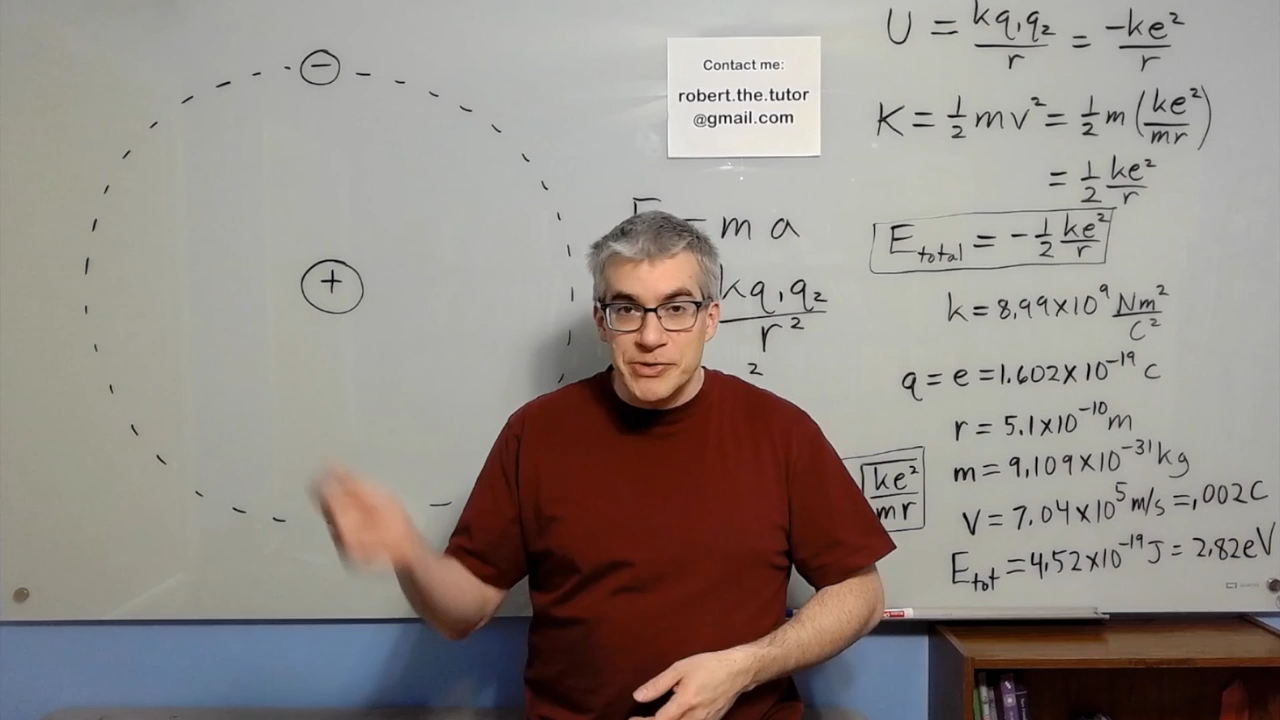 −
+
Contact me:
robert.the.tutor
@gmail.com
= m a
kq₁q₂
r²
2
√ke²/mr
U = kq₁q₂/r = -ke²/r
K = ½mv² = ½m(ke²/mr)
= ½ ke²/r
E_total = -½ ke²/r
k = 8.99×10⁹ Nm²/C²
q = e = 1.602×10⁻¹⁹ C
r = 5.1×10⁻¹⁰ m
m = 9.109×10⁻³¹ kg
V = 7.04×10⁵ m/s = .002C
E_tot = 4.52×10⁻¹⁹ J = 2.82eV